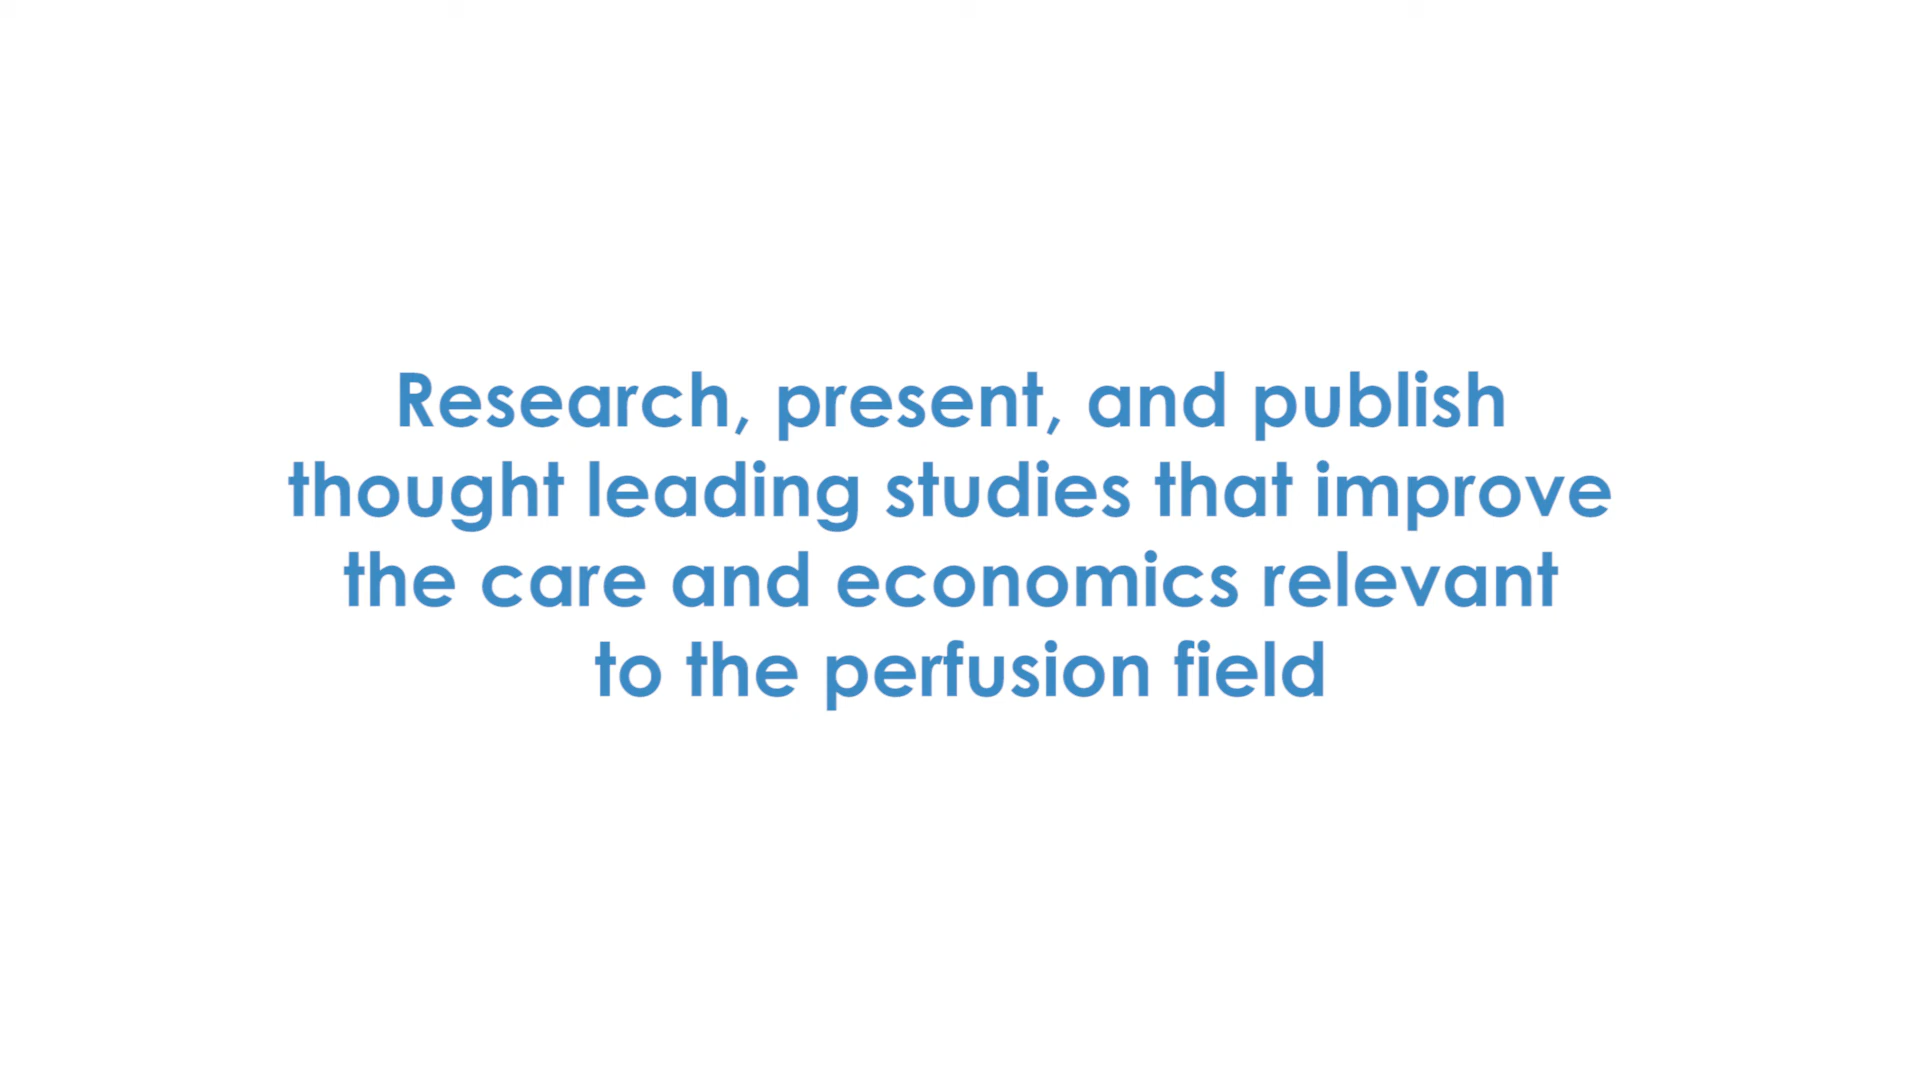 Research, present, and publish
thought leading studies that improve
the care and economics relevant
to the perfusion field